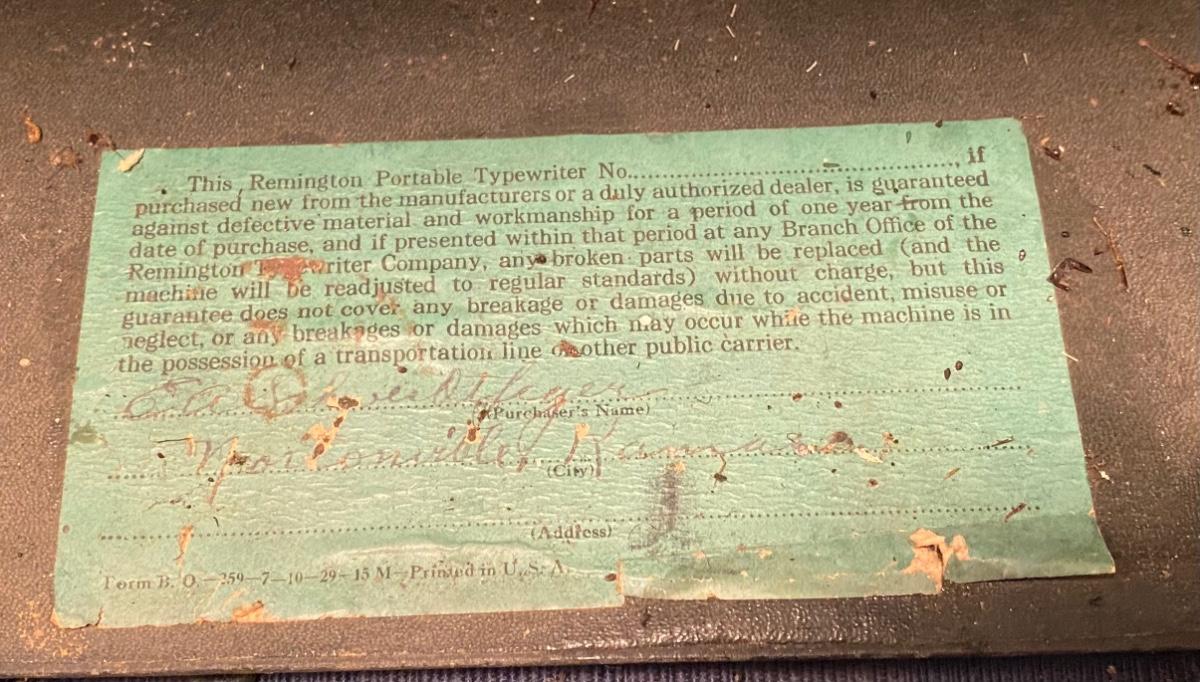 This Remington Portable Typewriter No..............................................., if
purchased new from the manufacturers or a duly authorized dealer, is guaranteed
against defective material and workmanship for a period of one year from the
date of purchase, and if presented within that period at any Branch Office of the
Remington Typewriter Company, any broken parts will be replaced (and the
machine will be readjusted to regular standards) without charge, but this
guarantee does not cover any breakage or damages due to accident, misuse or
neglect, or any breakages or damages which may occur while the machine is in
the possession of a transportation line or other public carrier.
(Purchaser's Name)
Kansas
(City)
(Address)
Form B. O.—259—7—10—29—15 M—Printed in U. S. A.